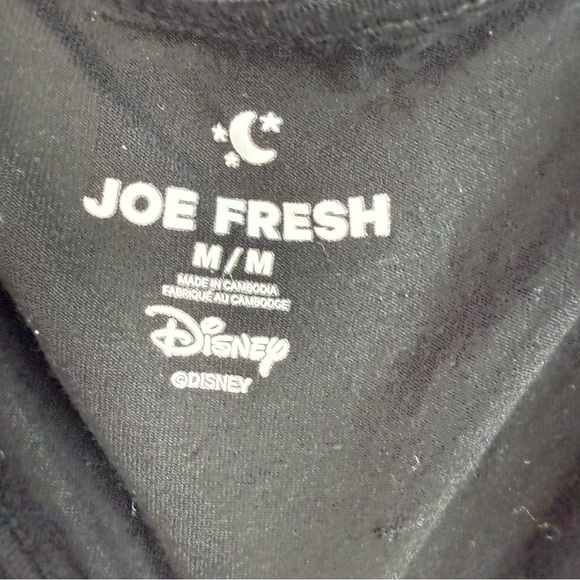 JOE FRESH
M/M
MADE IN CAMBODIA
FABRIQUÉ AU CAMBODGE
Disney
©DISNEY